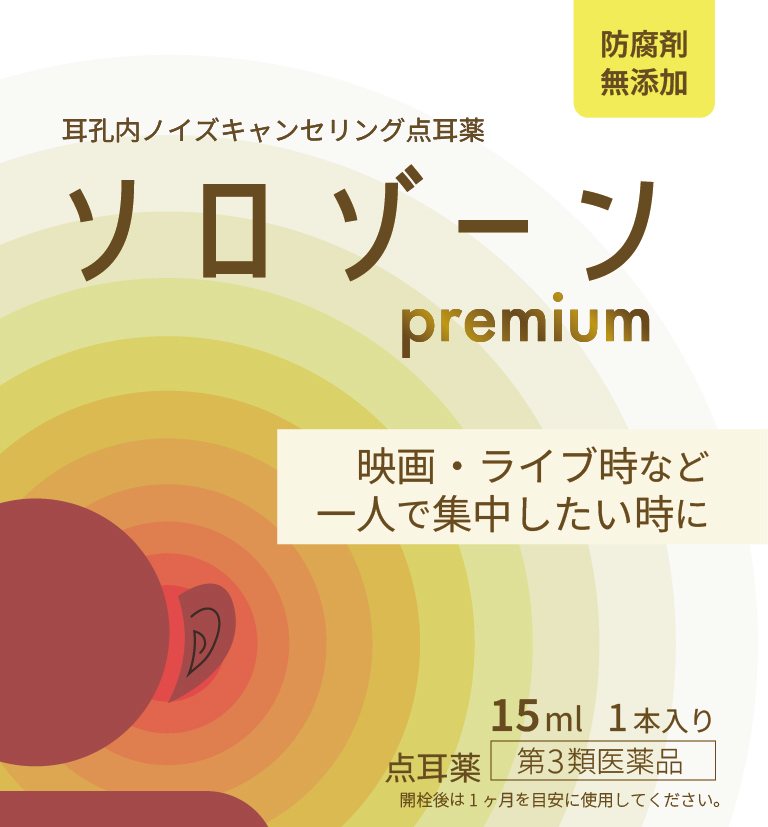 防腐剤
無添加
耳孔内ノイズキャンセリング点耳薬
ソロゾーン
premium
映画・ライブ時など
一人で集中したい時に
15ml 1本入り
点耳薬 第3類医薬品
開栓後は1ヶ月を目安に使用してください。